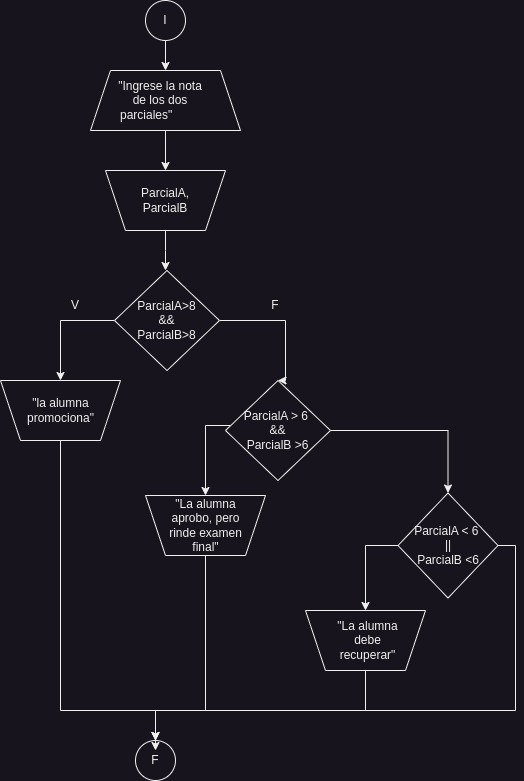 I
"Ingrese la nota
de los dos
parciales"
ParcialA,
ParcialB
V
ParcialA>8
&&
ParcialB>8
F
"la alumna
promociona"
ParcialA > 6
&&
ParcialB >6
"La alumna
aprobo, pero
rinde examen
final"
ParcialA < 6
||
ParcialB <6
"La alumna
debe
recuperar"
F